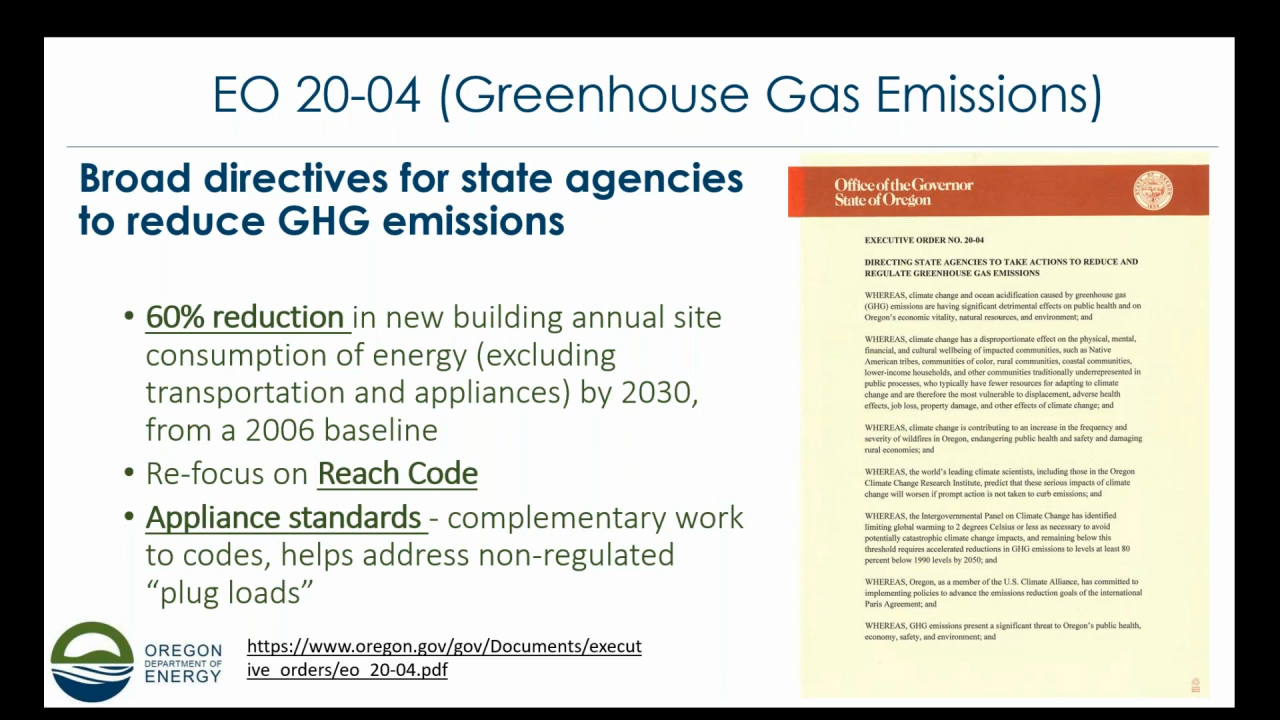 EO 20-04 (Greenhouse Gas Emissions)
Broad directives for state agencies
to reduce GHG emissions
• 60% reduction in new building annual site
consumption of energy (excluding
transportation and appliances) by 2030,
from a 2006 baseline
• Re-focus on Reach Code
• Appliance standards - complementary work
to codes, helps address non-regulated
“plug loads”
OREGON
DEPARTMENT OF
ENERGY
https://www.oregon.gov/gov/Documents/execut
ive_orders/eo_20-04.pdf
Office of the Governor
State of Oregon
EXECUTIVE ORDER NO. 20-04
DIRECTING STATE AGENCIES TO TAKE ACTIONS TO REDUCE AND
REGULATE GREENHOUSE GAS EMISSIONS
WHEREAS, climate change and ocean acidification caused by greenhouse gas
(GHG) emissions are having significant detrimental effects on public health and on
Oregon's economic vitality, natural resources, and environment; and
WHEREAS, climate change has a disproportionate effect on the physical, mental,
financial, and cultural wellbeing of impacted communities, such as Native
American tribes, communities of color, rural communities, coastal communities,
lower-income households, and other communities traditionally underrepresented in
public processes, who typically have fewer resources for adapting to climate
change and are therefore the most vulnerable to displacement, adverse health
effects, job loss, property damage, and other effects of climate change; and
WHEREAS, climate change is contributing to an increase in the frequency and
severity of wildfires in Oregon, endangering public health and safety and damaging
rural economies; and
WHEREAS, the world's leading climate scientists, including those in the Oregon
Climate Change Research Institute, predict that these serious impacts of climate
change will worsen if prompt action is not taken to curb emissions; and
WHEREAS, the Intergovernmental Panel on Climate Change has identified
limiting global warming to 2 degrees Celsius or less as necessary to avoid
potentially catastrophic climate change impacts, and remaining below this
threshold requires accelerated reductions in GHG emissions to levels at least 80
percent below 1990 levels by 2050; and
WHEREAS, Oregon, as a member of the U.S. Climate Alliance, has committed to
implementing policies to advance the emissions reduction goals of the international
Paris Agreement; and
WHEREAS, GHG emissions present a significant threat to Oregon's public health,
economy, safety, and environment; and